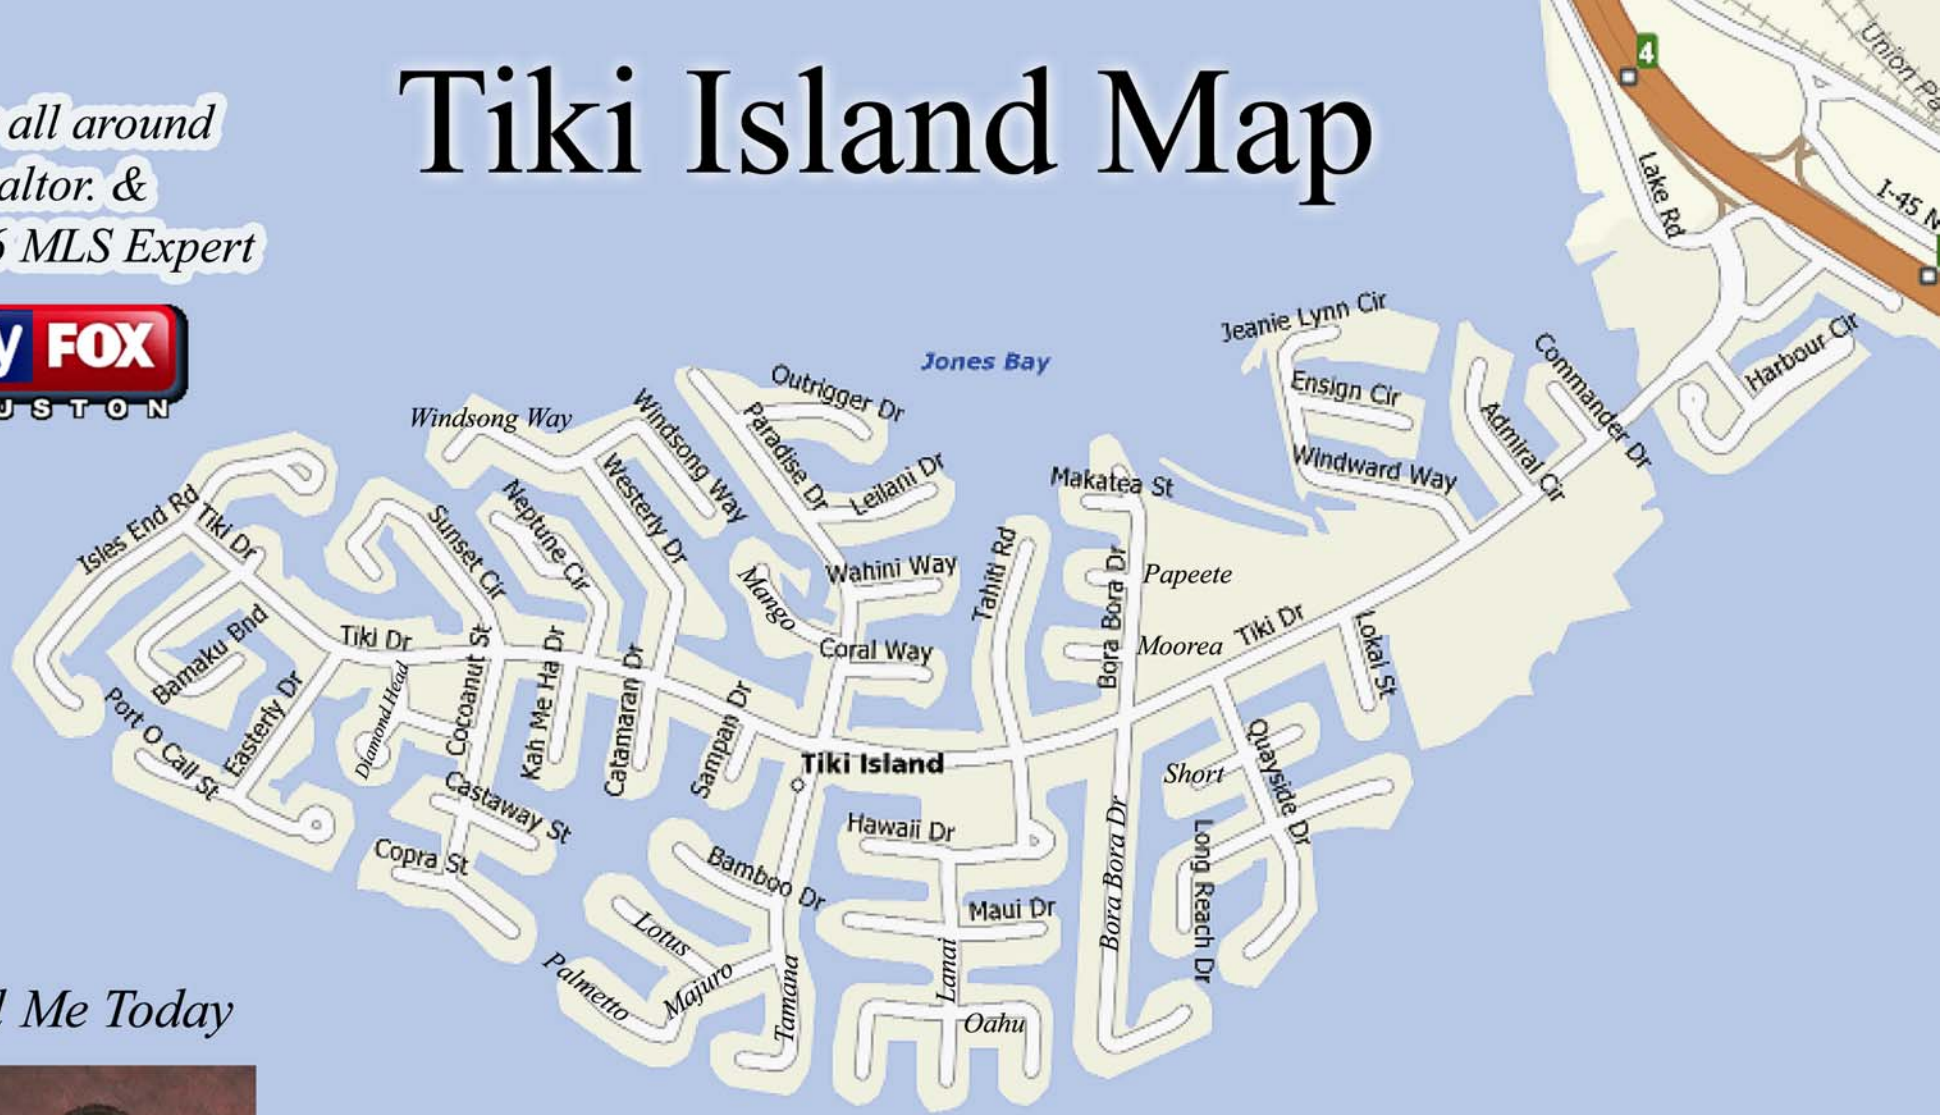 Tiki Island Map
all around
altor. &
6 MLS Expert
y FOX
USTON
l Me Today
4
Union Pa
I-45 N
Lake Rd
Harbour Cir
Commander Dr
Admiral Cir
Jeanie Lynn Cir
Ensign Cir
Windward Way
Jones Bay
Outrigger Dr
Paradise Dr
Leilani Dr
Windsong Way
Windsong Way
Westerly Dr
Neptune Cir
Sunset Cir
Isles End Rd
Tiki Dr
Bamaku Bnd
Tiki Dr
Port O Call St
Easterly Dr
Diamond Head
Cocoanut St
Kah Me Ha Dr
Catamaran Dr
Sampan Dr
Castaway St
Copra St
Mango
Wahini Way
Coral Way
Tahiti Rd
Makatea St
Bora Bora Dr
Papeete
Moorea
Tiki Dr
Lokai St
Tiki Island
Short
Quayside Dr
Long Reach Dr
Bora Bora Dr
Hawaii Dr
Maui Dr
Lanai
Oahu
Bamboo Dr
Lotus
Palmetto
Majuro
Tamana